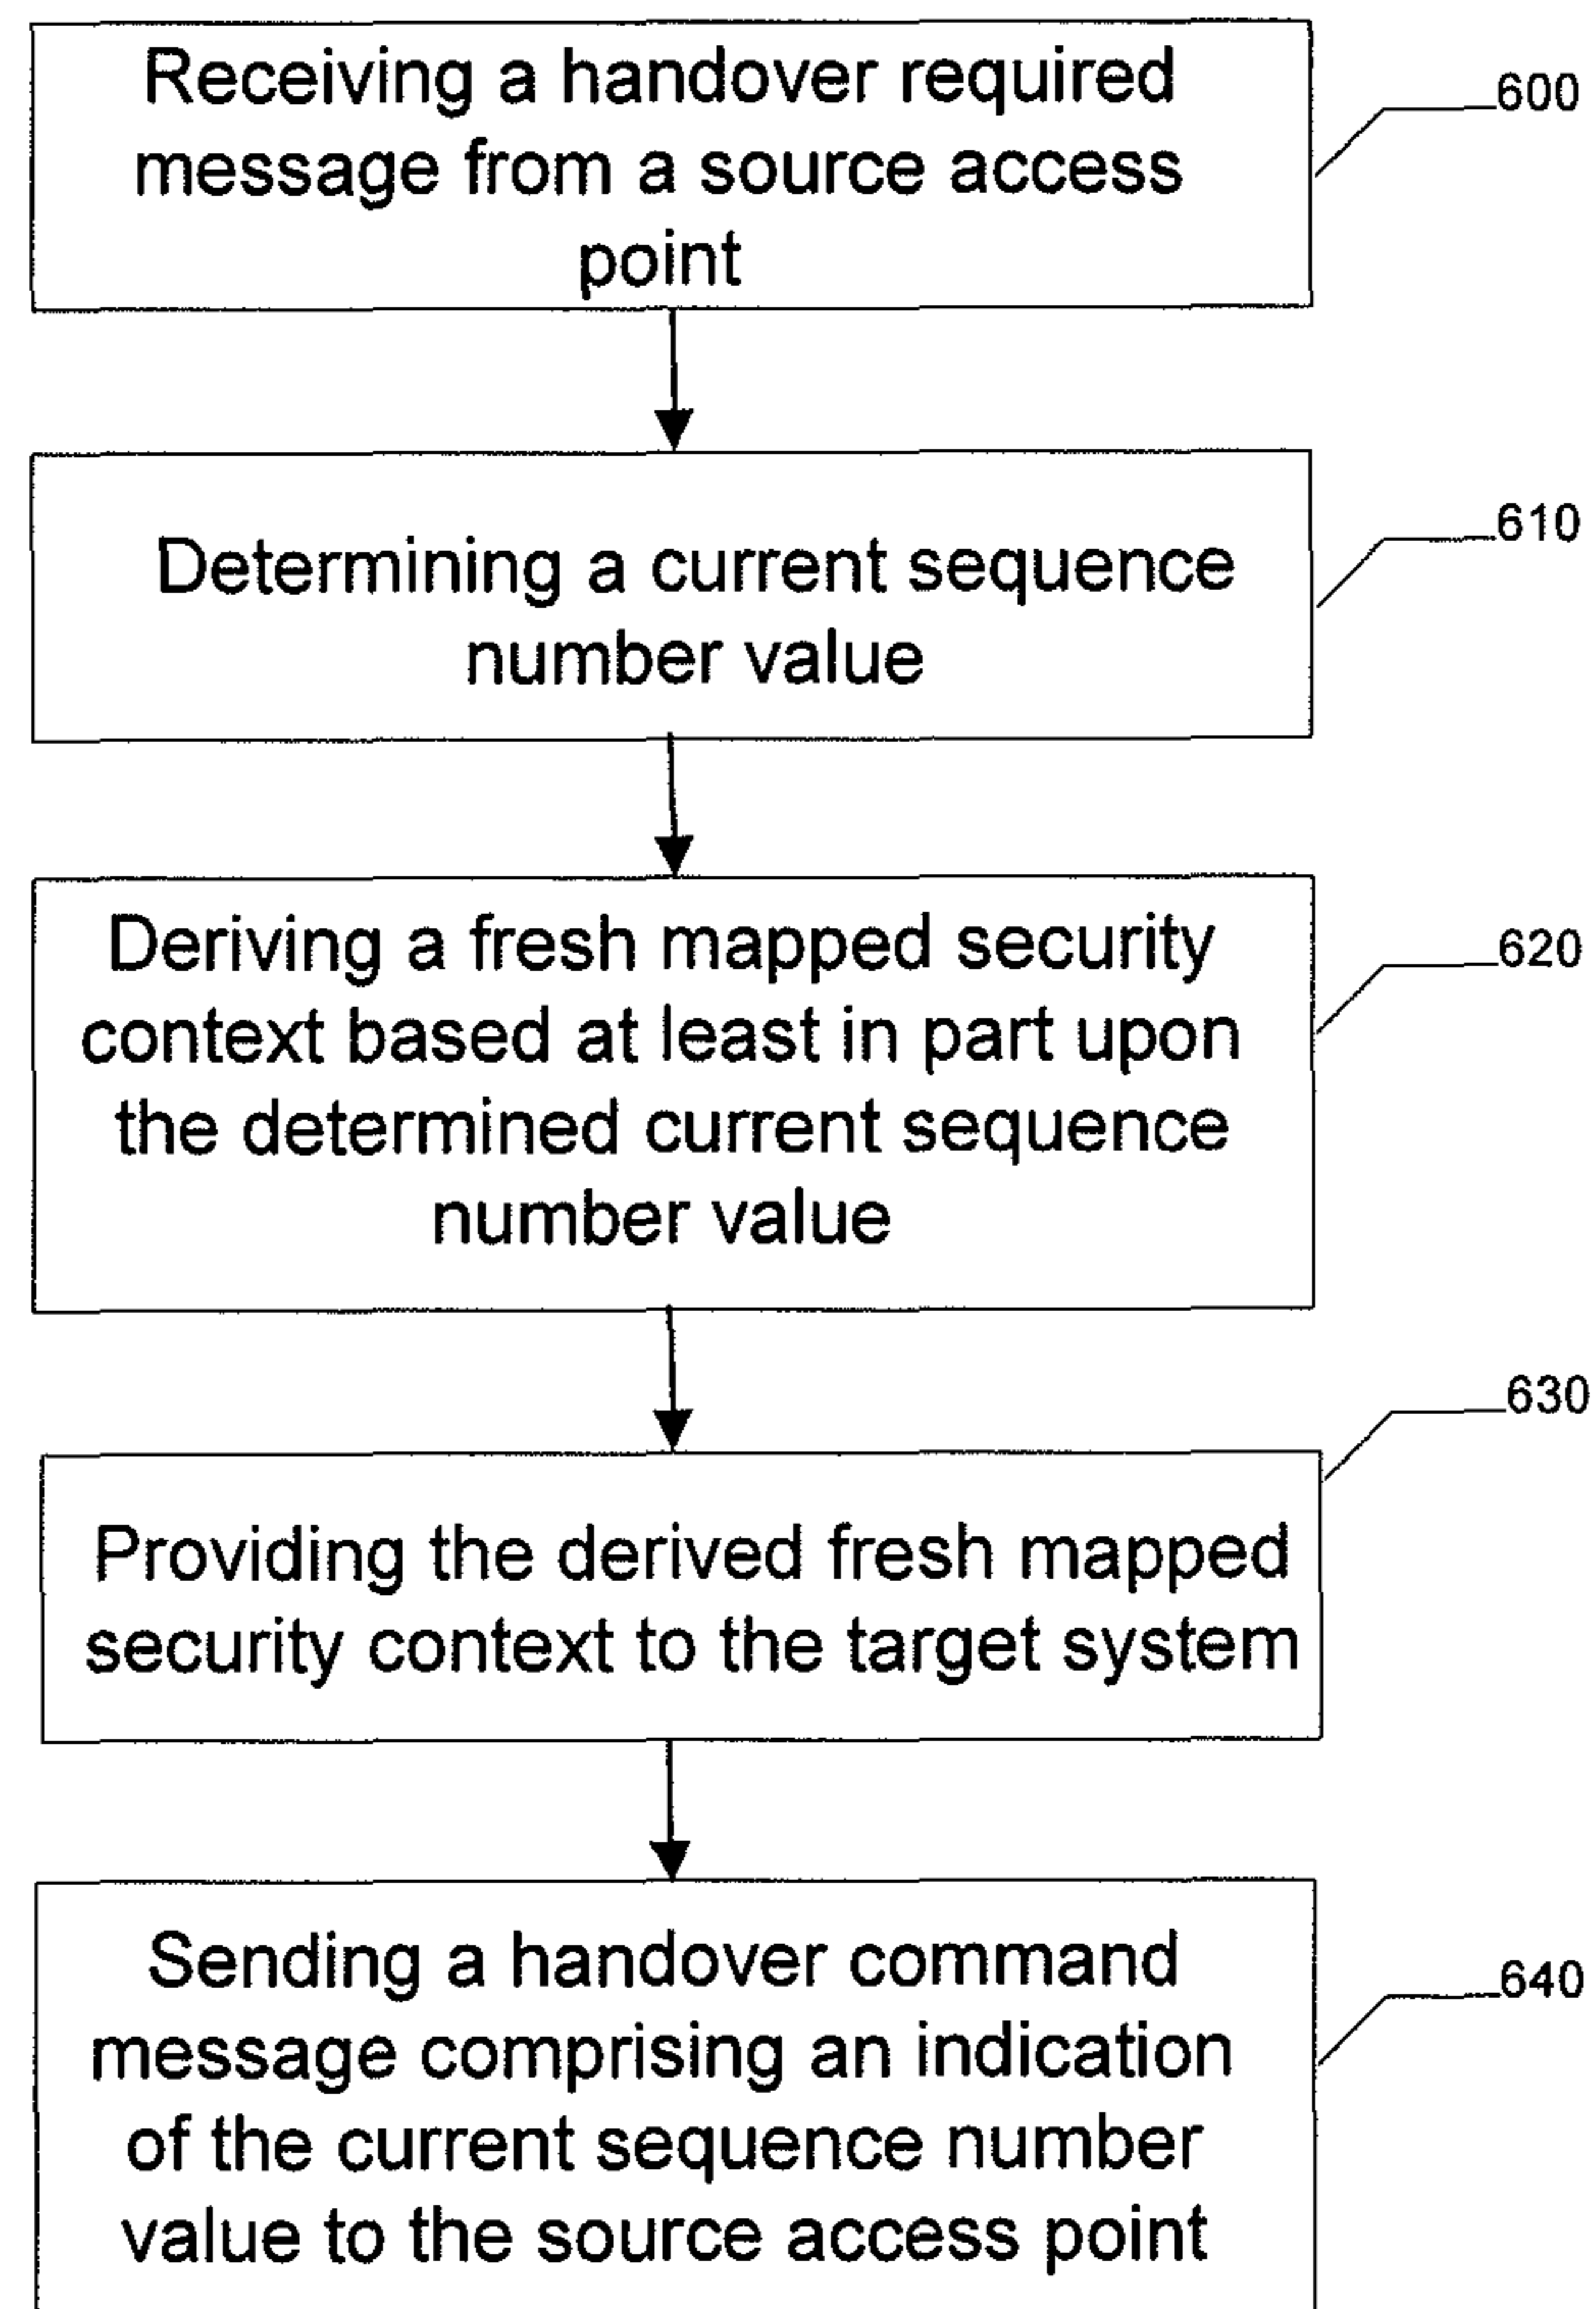 Receiving a handover required
message from a source access
point
600
Determining a current sequence
number value
610
Deriving a fresh mapped security
context based at least in part upon
the determined current sequence
number value
620
630
Providing the derived fresh mapped
security context to the target system
Sending a handover command
message comprising an indication
of the current sequence number
value to the source access point
640